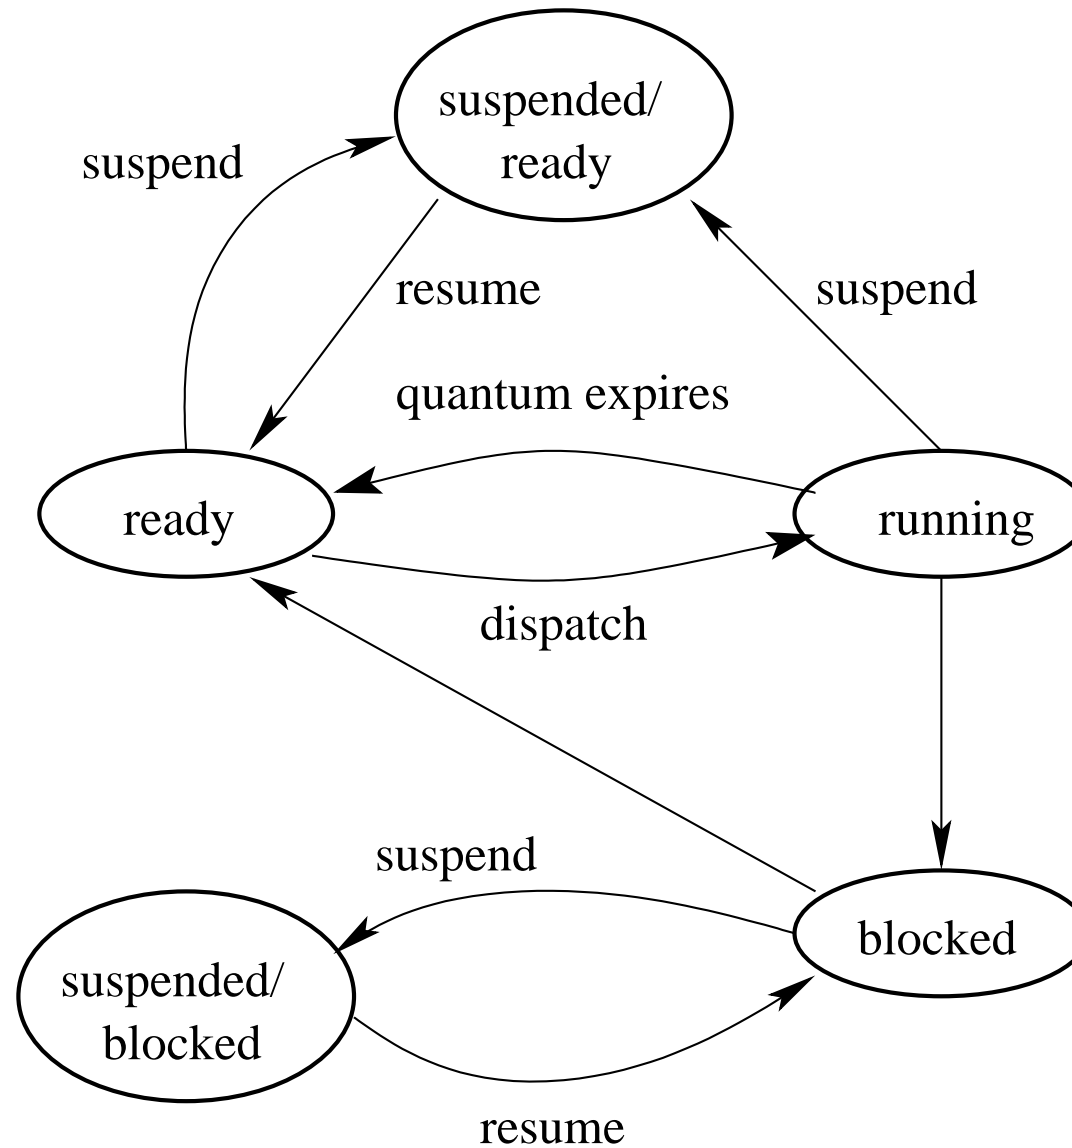 suspended/
ready
suspend
resume
suspend
quantum expires
ready
running
dispatch
suspend
blocked
suspended/
blocked
resume